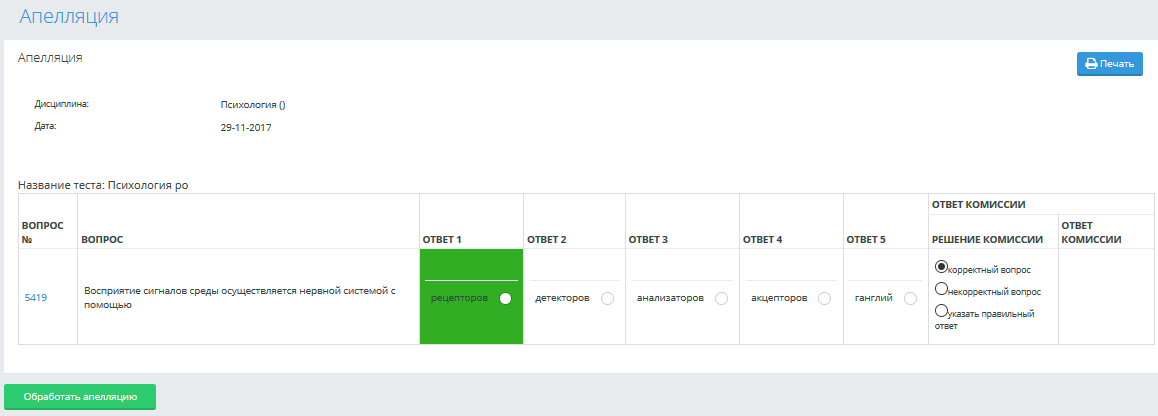 Апелляция
Апелляция
Печать
Дисциплина: Психология ()
Дата: 29-11-2017
Название теста: Психология ро
ОТВЕТ КОМИССИИ
ВОПРОС № ВОПРОС ОТВЕТ 1 ОТВЕТ 2 ОТВЕТ 3 ОТВЕТ 4 ОТВЕТ 5 РЕШЕНИЕ КОМИССИИ ОТВЕТ КОМИССИИ
5419
Восприятие сигналов среды осуществляется нервной системой с
помощью
рецепторов детекторов анализаторов акцепторов ганглий
корректный вопрос
некорректный вопрос
указать правильный
ответ
Обработать апелляцию